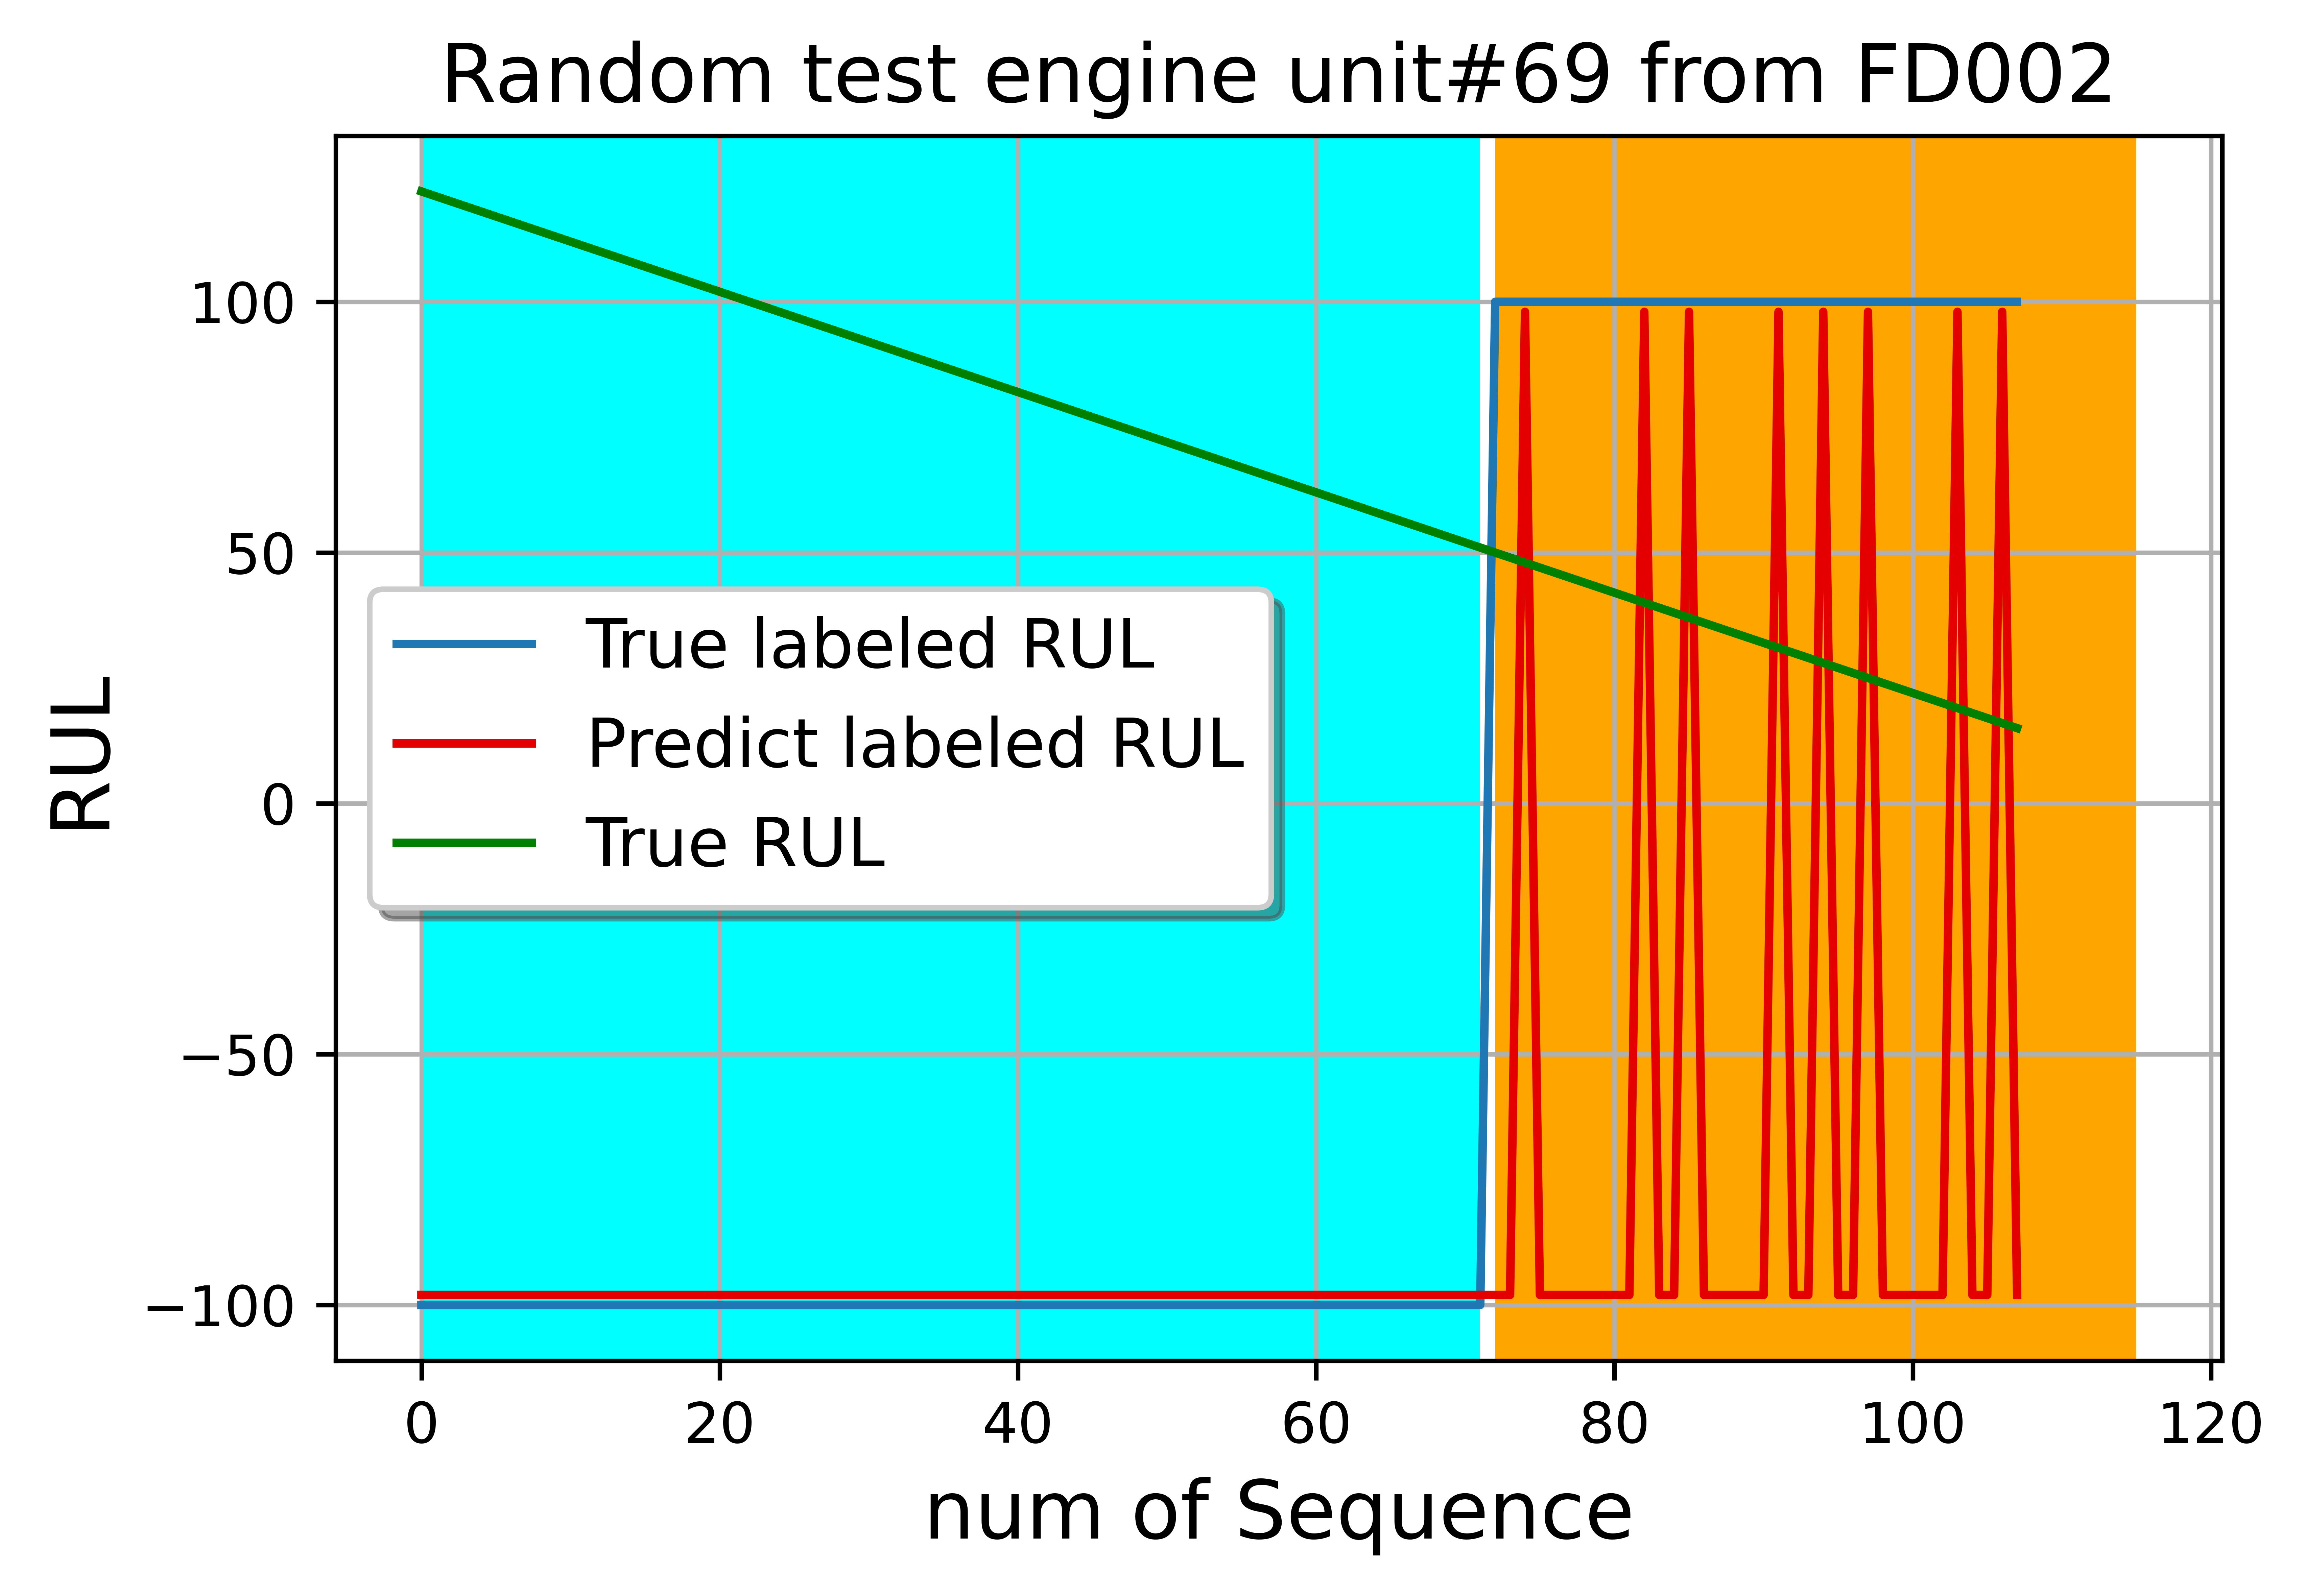 Random test engine unit#69 from FD002
RUL
100
50
0
−50
−100
True labeled RUL
Predict labeled RUL
True RUL
0 20 40 60 80 100 120
num of Sequence